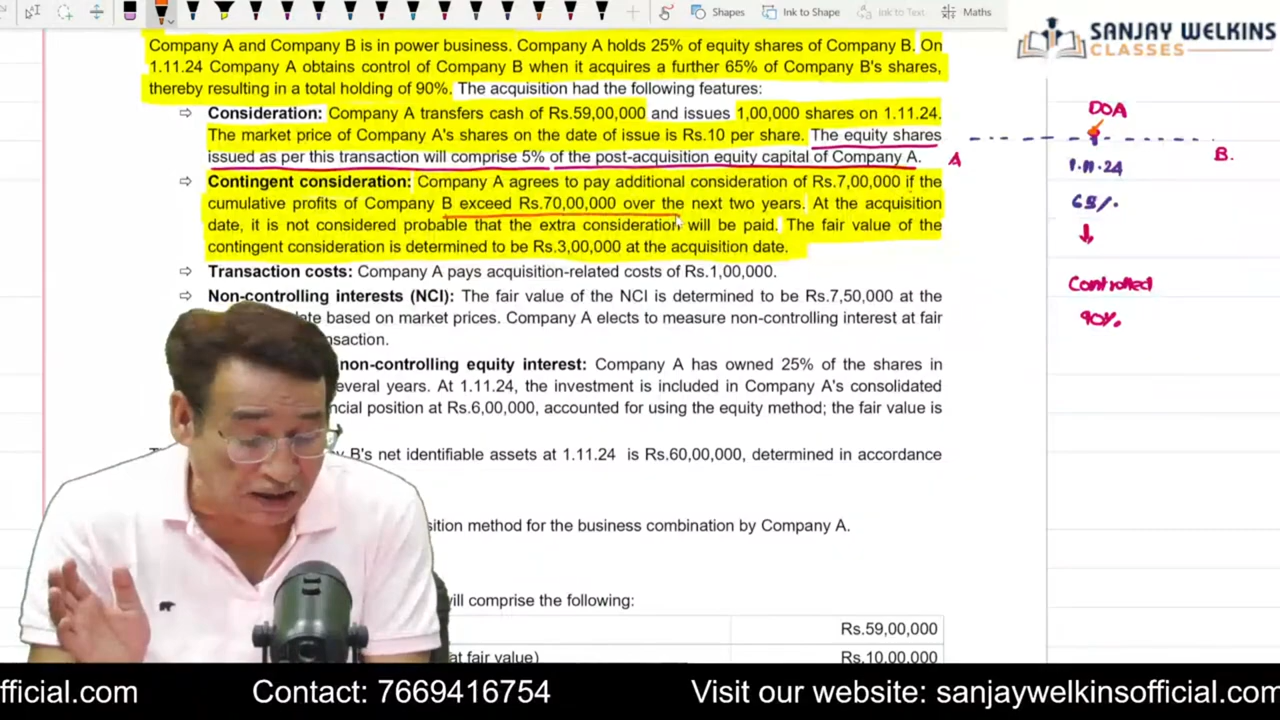 Shapes
Ink to Shape
Ink to Text
Maths
SANJAY WELKINS
CLASSES
Company A and Company B is in power business. Company A holds 25% of equity shares of Company B. On
1.11.24 Company A obtains control of Company B when it acquires a further 65% of Company B's shares,
thereby resulting in a total holding of 90%. The acquisition had the following features:
⇨ Consideration: Company A transfers cash of Rs.59,00,000 and issues 1,00,000 shares on 1.11.24.
The market price of Company A's shares on the date of issue is Rs.10 per share. The equity shares
issued as per this transaction will comprise 5% of the post-acquisition equity capital of Company A.
⇨ Contingent consideration: Company A agrees to pay additional consideration of Rs.7,00,000 if the
cumulative profits of Company B exceed Rs.70,00,000 over the next two years. At the acquisition
date, it is not considered probable that the extra consideration will be paid. The fair value of the
contingent consideration is determined to be Rs.3,00,000 at the acquisition date.
⇨ Transaction costs: Company A pays acquisition-related costs of Rs.1,00,000.
⇨ Non-controlling interests (NCI): The fair value of the NCI is determined to be Rs.7,50,000 at the
based on market prices. Company A elects to measure non-controlling interest at fair
non-controlling equity interest: Company A has owned 25% of the shares in
years. At 1.11.24, the investment is included in Company A's consolidated
position at Rs.6,00,000, accounted for using the equity method; the fair value is
B's net identifiable assets at 1.11.24 is Rs.60,00,000, determined in accordance
method for the business combination by Company A.
will comprise the following:
Rs.59,00,000
at fair value)
Rs.10,00,000
DOA
A
B.
1.11.24
65%
↓
Controlled
90%
Contact: 7669416754
Visit our website: sanjaywelkinsofficial.com